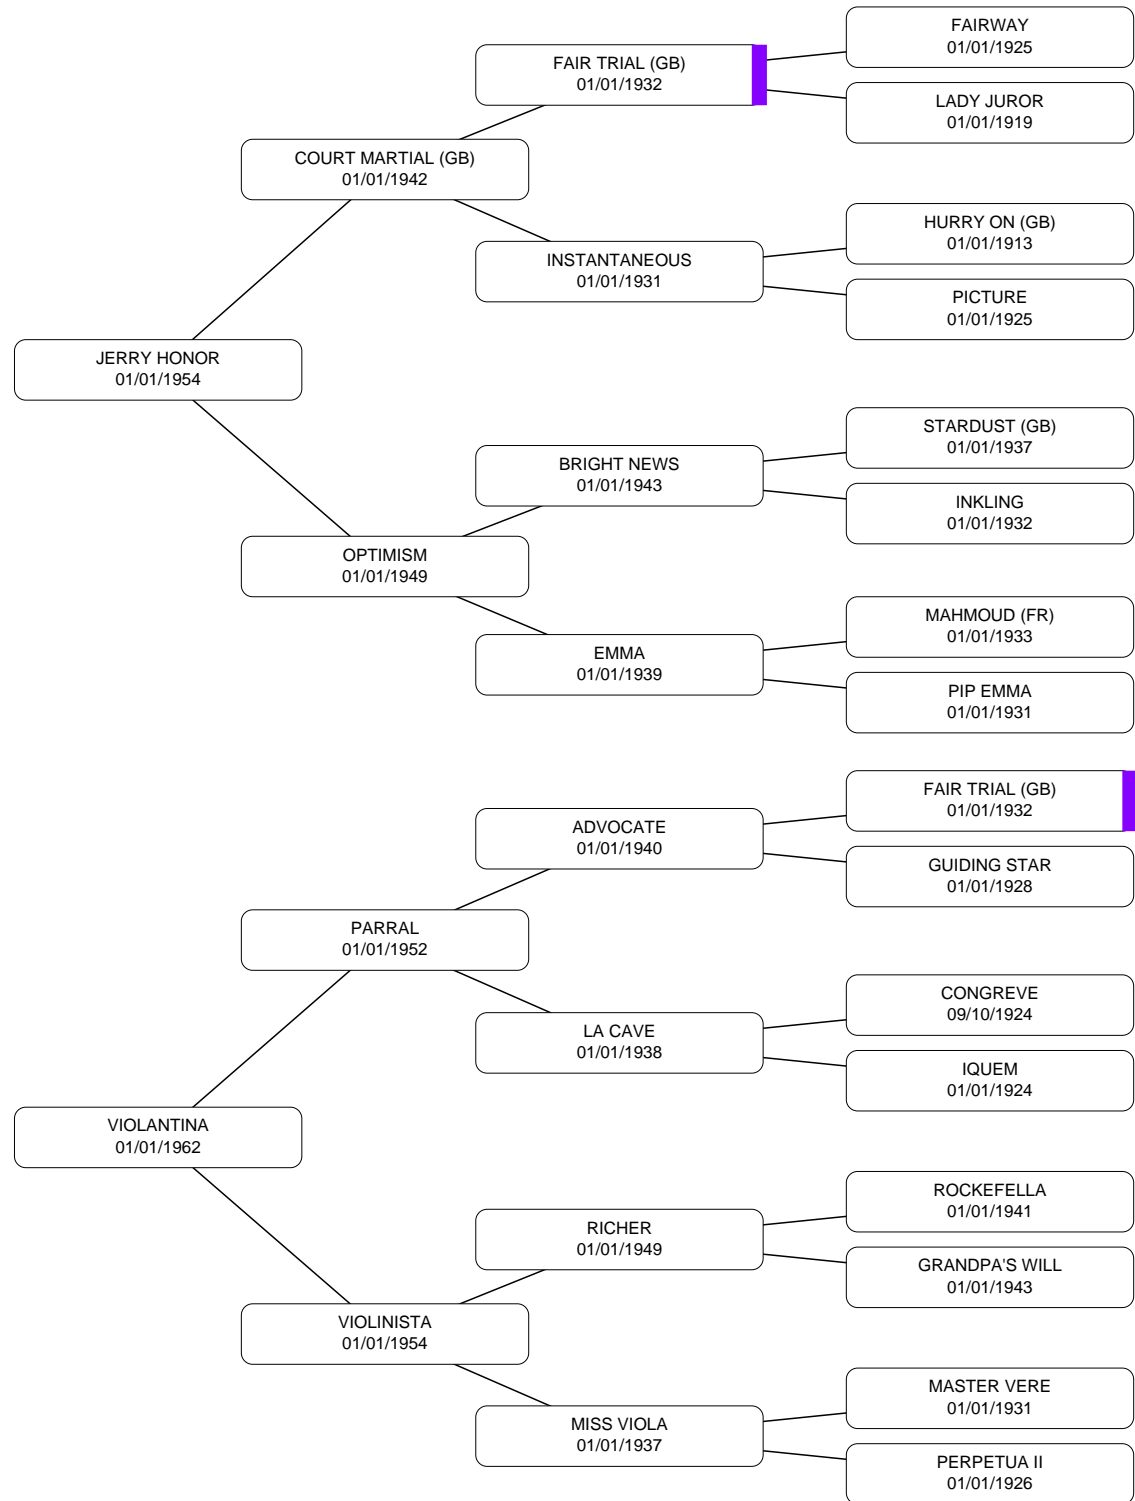 FAIRWAY
01/01/1925
FAIR TRIAL (GB)
01/01/1932
LADY JUROR
01/01/1919
COURT MARTIAL (GB)
01/01/1942
HURRY ON (GB)
01/01/1913
INSTANTANEOUS
01/01/1931
PICTURE
01/01/1925
JERRY HONOR
01/01/1954
STARDUST (GB)
01/01/1937
BRIGHT NEWS
01/01/1943
INKLING
01/01/1932
OPTIMISM
01/01/1949
MAHMOUD (FR)
01/01/1933
EMMA
01/01/1939
PIP EMMA
01/01/1931
FAIR TRIAL (GB)
01/01/1932
ADVOCATE
01/01/1940
GUIDING STAR
01/01/1928
PARRAL
01/01/1952
CONGREVE
09/10/1924
LA CAVE
01/01/1938
IQUEM
01/01/1924
VIOLANTINA
01/01/1962
ROCKEFELLA
01/01/1941
RICHER
01/01/1949
GRANDPA'S WILL
01/01/1943
VIOLINISTA
01/01/1954
MASTER VERE
01/01/1931
MISS VIOLA
01/01/1937
PERPETUA II
01/01/1926